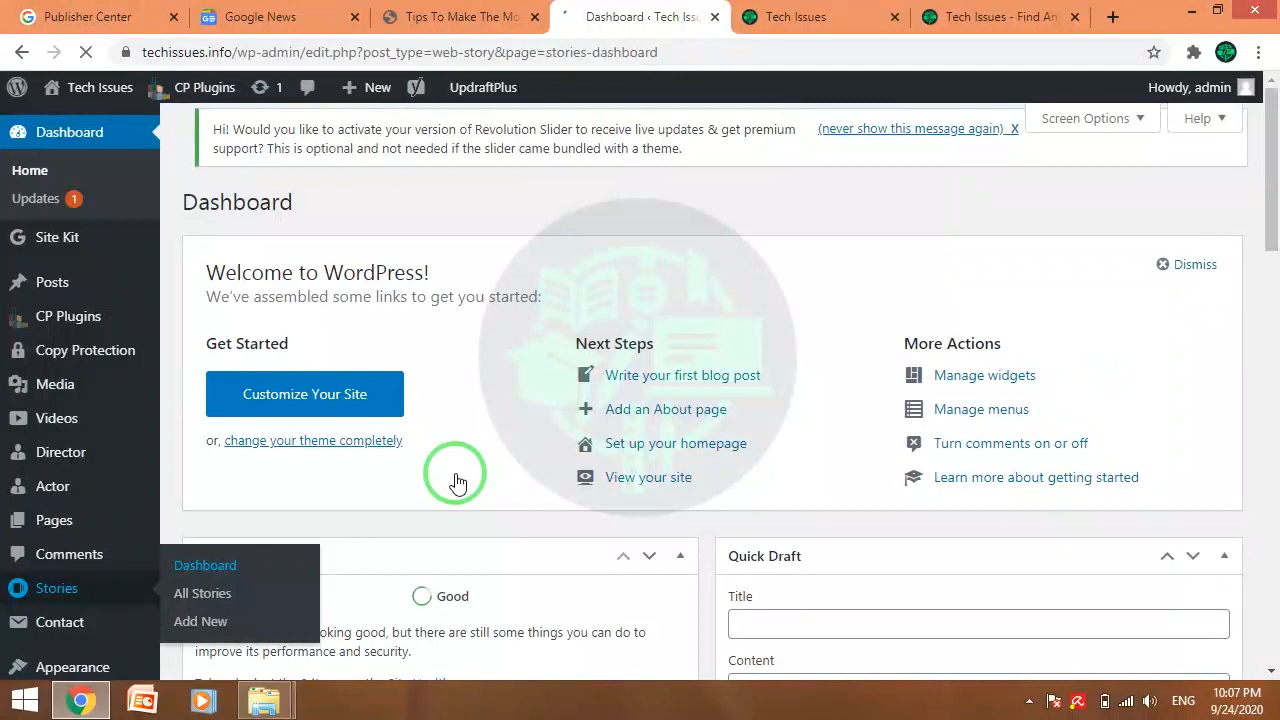 Publisher Center
Google News
Tips To Make The Mo
Dashboard ‹ Tech Iss
Tech Issues
Tech Issues - Find An
techissues.info/wp-admin/edit.php?post_type=web-story&page=stories-dashboard
Tech Issues
CP Plugins
1
New
UpdraftPlus
Howdy, admin
Dashboard
Home
Updates 1
Site Kit
Posts
CP Plugins
Copy Protection
Media
Videos
Director
Actor
Pages
Comments
Stories
Contact
Appearance
Dashboard
All Stories
Add New
Hi! Would you like to activate your version of Revolution Slider to receive live updates & get premium
support? This is optional and not needed if the slider came bundled with a theme.
(never show this message again) X
Screen Options
Help
Dashboard
Welcome to WordPress!
We've assembled some links to get you started:
Dismiss
Get Started
Customize Your Site
or, change your theme completely
Next Steps
Write your first blog post
Add an About page
Set up your homepage
View your site
More Actions
Manage widgets
Manage menus
Turn comments on or off
Learn more about getting started
Good
oking good, but there are still some things you can do to
improve its performance and security.
Quick Draft
Title
Content
ENG
10:07 PM
9/24/2020